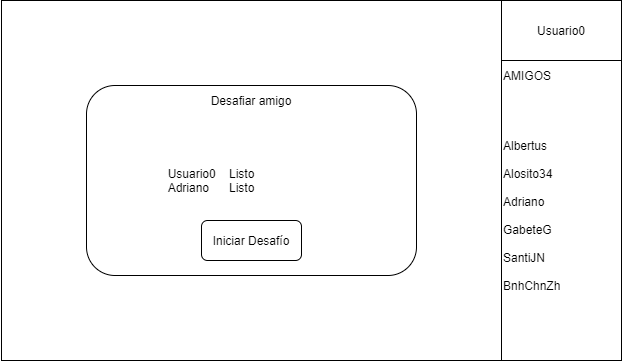 Usuario0
AMIGOS
Desafiar amigo
Albertus
Usuario0 Listo
Alosito34
Adriano Listo
Adriano
GabeteG
Iniciar Desafío
SantiJN
BnhChnZh